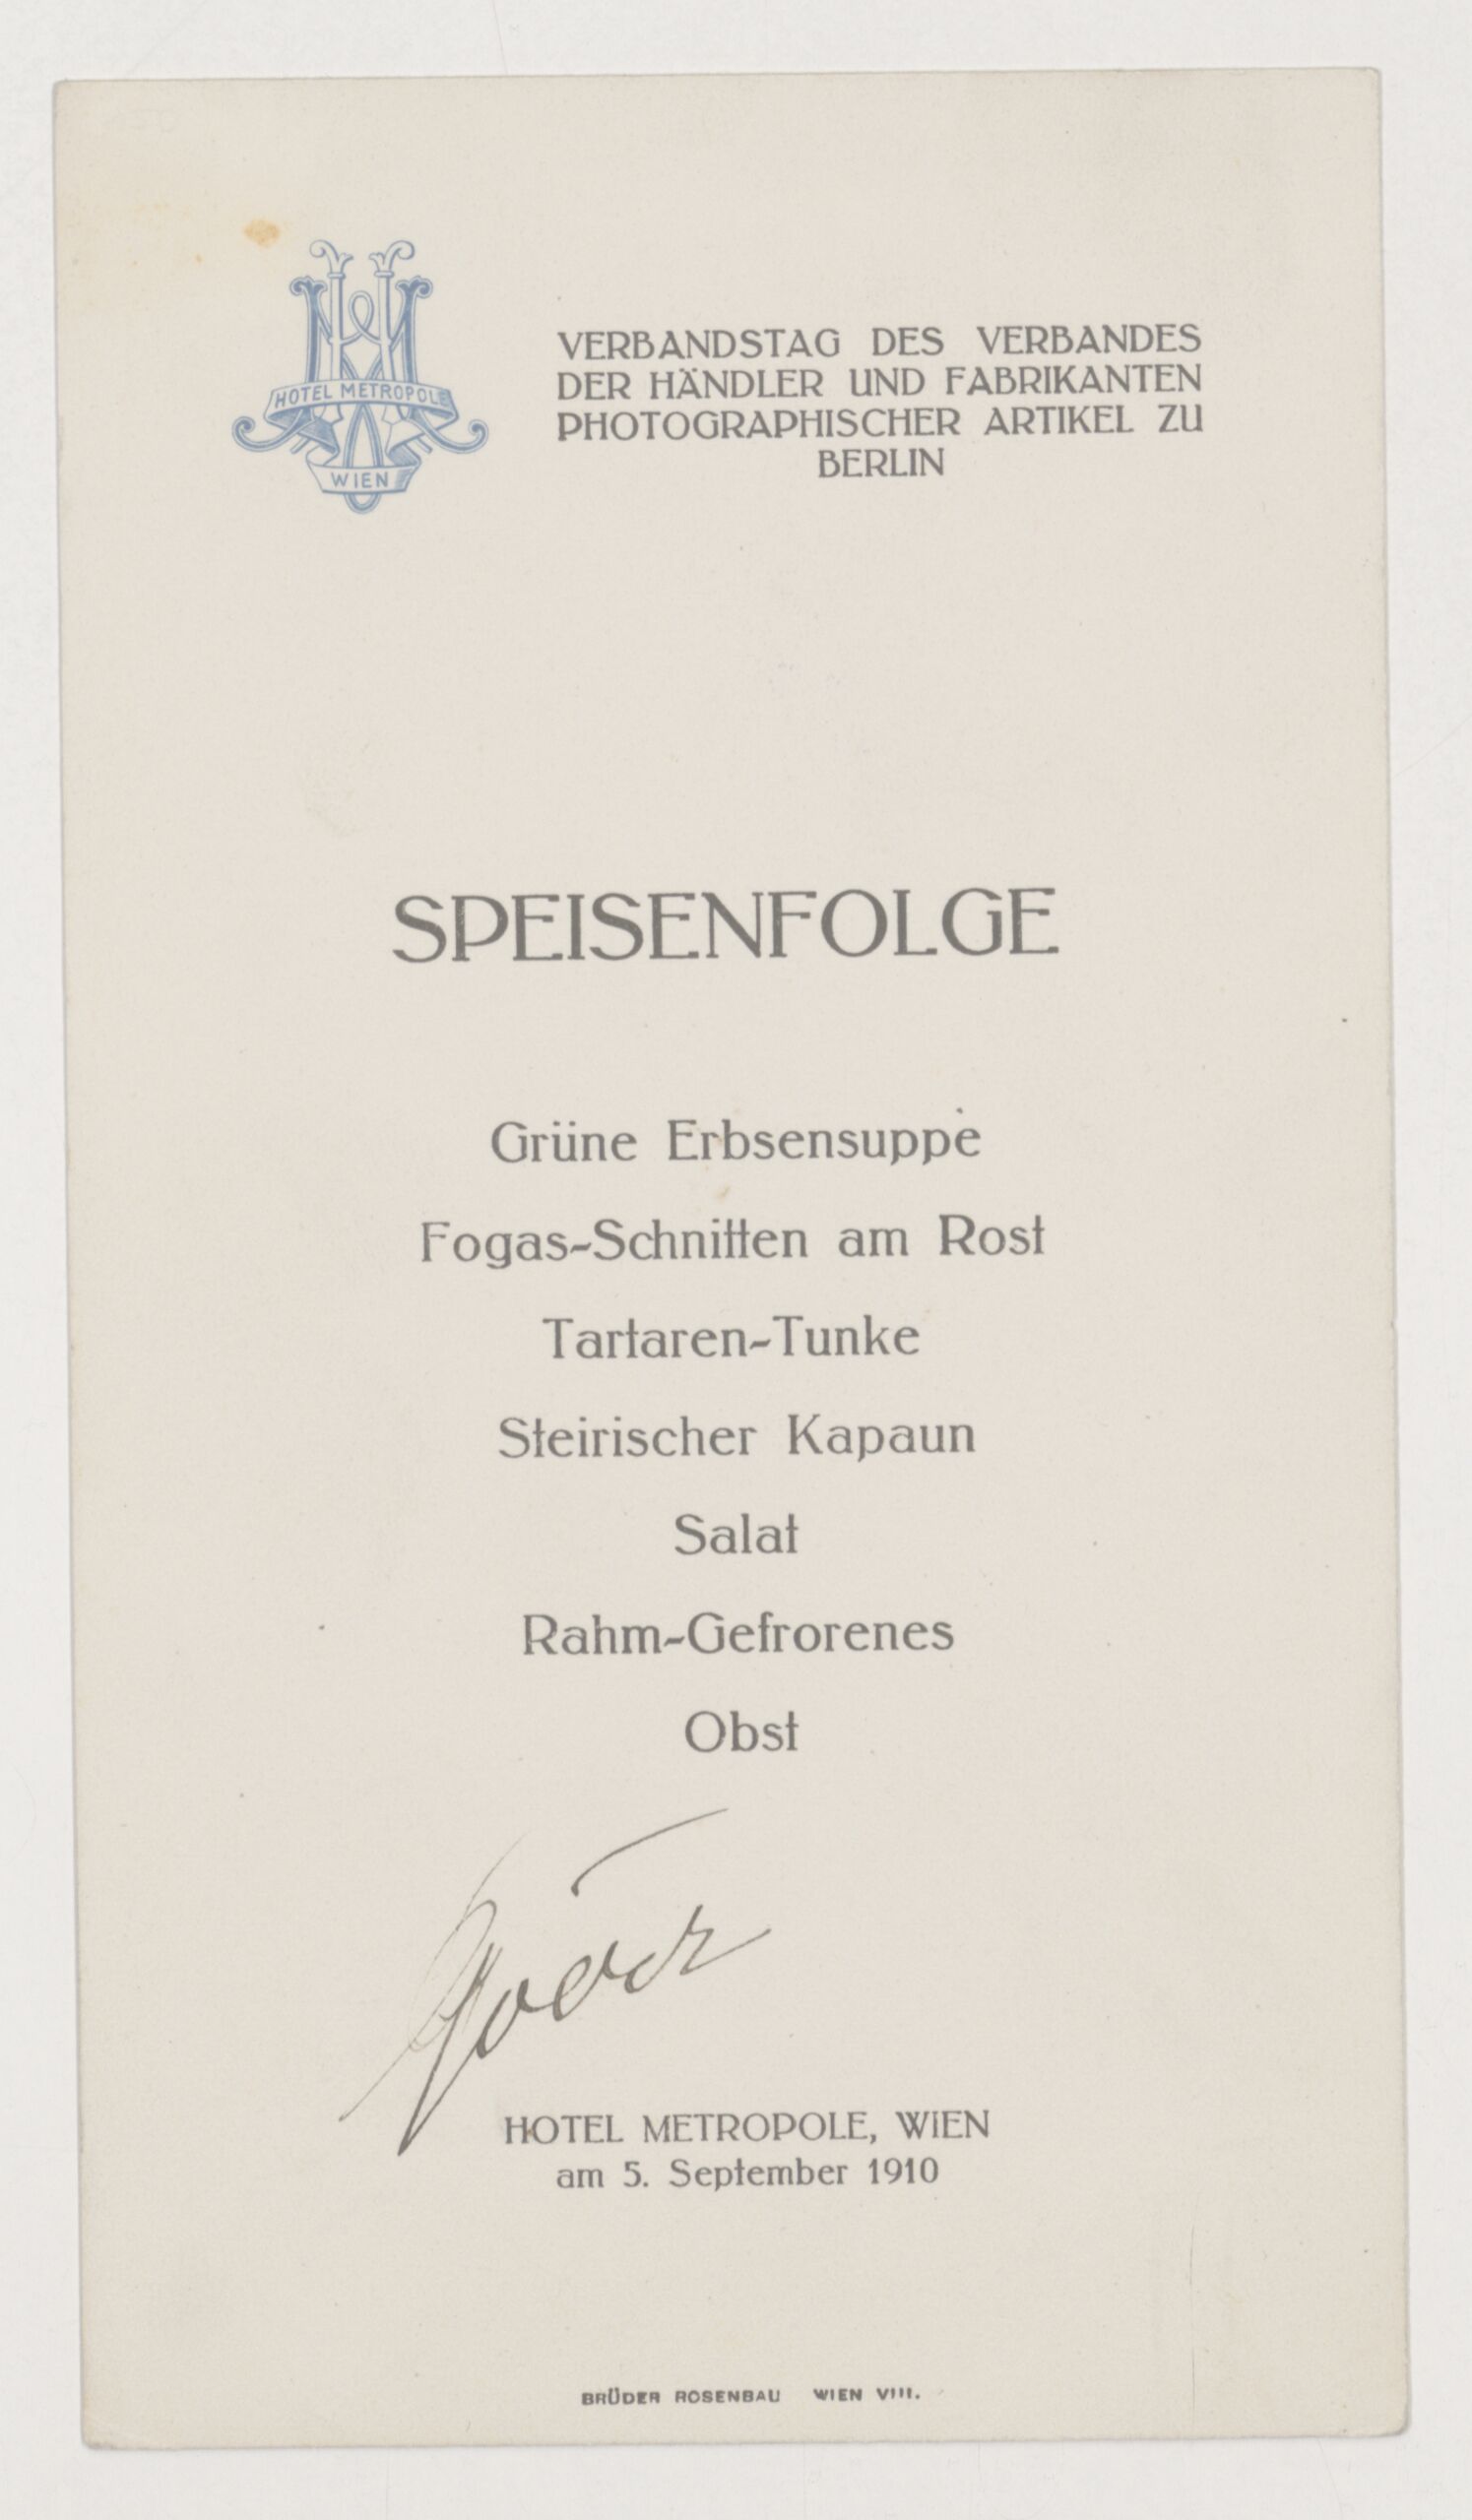 HOTEL METROPOLE
WIEN
VERBANDSTAG DES VERBANDES
DER HÄNDLER UND FABRIKANTEN
PHOTOGRAPHISCHER ARTIKEL ZU
BERLIN
SPEISENFOLGE
Grüne Erbsensuppe
Fogas-Schnitten am Rost
Tartaren-Tunke
Steirischer Kapaun
Salat
Rahm-Gefrorenes
Obst
HOTEL METROPOLE, WIEN
am 5. September 1910
BRÜDER ROSENBAU WIEN VIII.